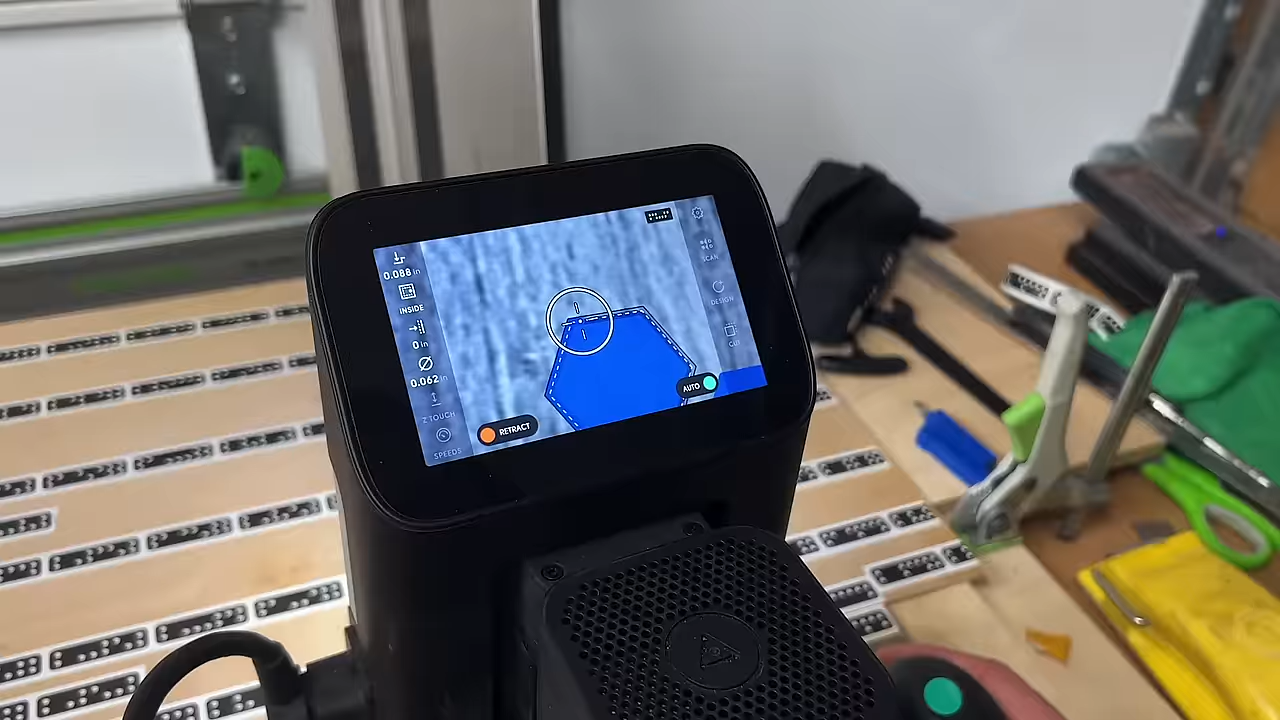 0.088 in
INSIDE
0 in
0.062 in
Z TOUCH
SPEEDS
RETRACT
AUTO
SCAN
DESIGN
CUT